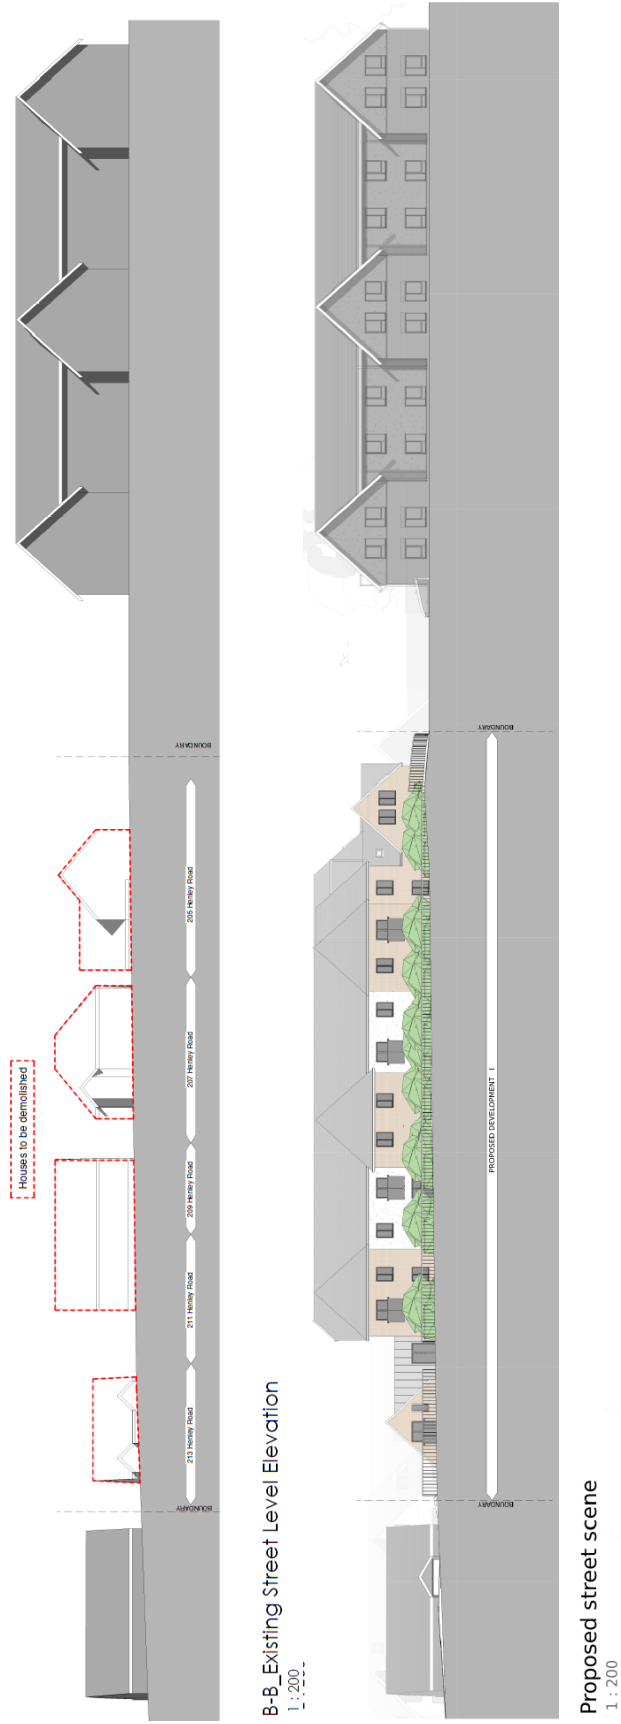 Houses to be demolished
BOUNDARY
213 Henley Road
211 Henley Road
209 Henley Road
207 Henley Road
205 Henley Road
BOUNDARY
B-B_Existing Street Level Elevation
1 : 200
BOUNDARY
PROPOSED DEVELOPMENT
BOUNDARY
Proposed street scene
1 : 200